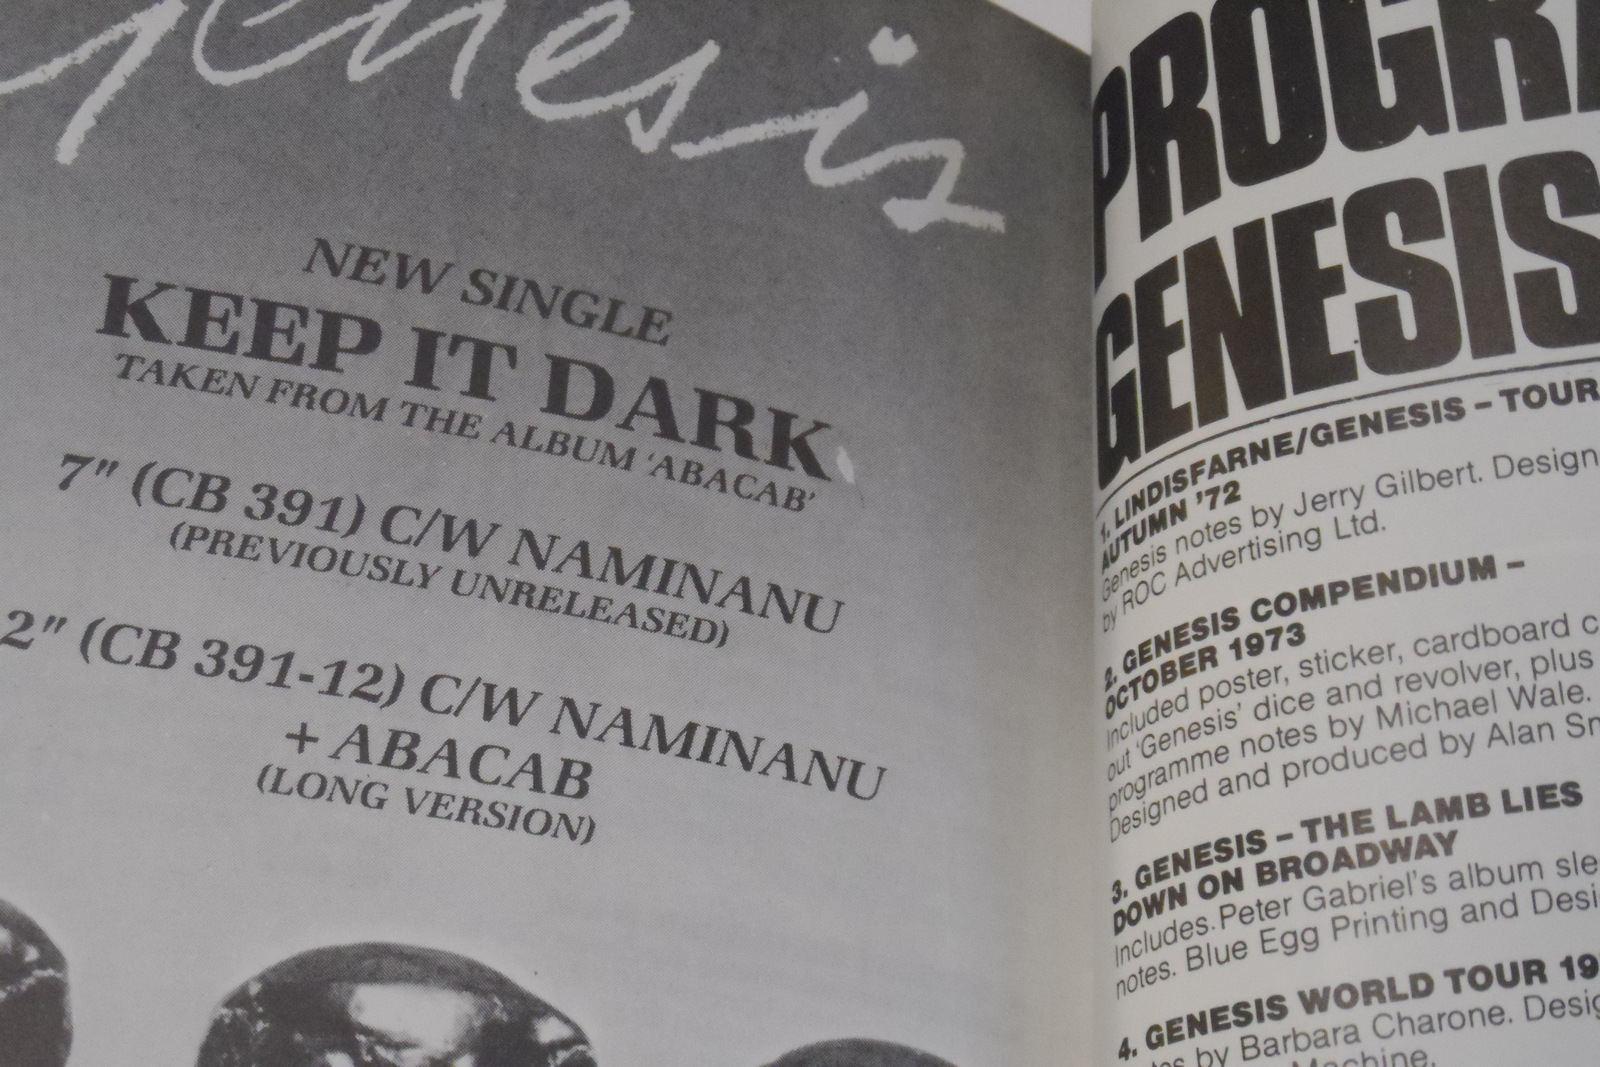 genesis
NEW SINGLE
KEEP IT DARK
TAKEN FROM THE ALBUM 'ABACAB'
7" (CB 391) C/W NAMINANU
(PREVIOUSLY UNRELEASED)
2" (CB 391-12) C/W NAMINANU
+ ABACAB
(LONG VERSION)
PROGR
GENESIS
1. LINDISFARNE/GENESIS – TOUR
AUTUMN '72
Genesis notes by Jerry Gilbert. Design
by ROC Advertising Ltd.
2. GENESIS COMPENDIUM –
OCTOBER 1973
Included poster, sticker, cardboard c
out 'Genesis' dice and revolver, plus
programme notes by Michael Wale.
Designed and produced by Alan Sm
3. GENESIS – THE LAMB LIES
DOWN ON BROADWAY
Includes Peter Gabriel's album sle
notes. Blue Egg Printing and Desi
4. GENESIS WORLD TOUR 19
by Barbara Charone. Desig
Machine.